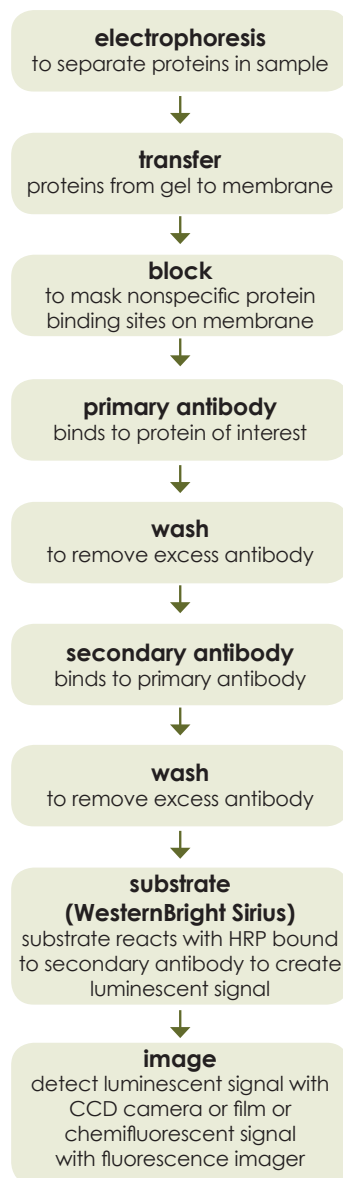 electrophoresis
to separate proteins in sample
transfer
proteins from gel to membrane
block
to mask nonspecific protein
binding sites on membrane
primary antibody
binds to protein of interest
wash
to remove excess antibody
secondary antibody
binds to primary antibody
wash
to remove excess antibody
substrate
(WesternBright Sirius)
substrate reacts with HRP bound
to secondary antibody to create
luminescent signal
image
detect luminescent signal with
CCD camera or film or
chemifluorescent signal
with fluorescence imager